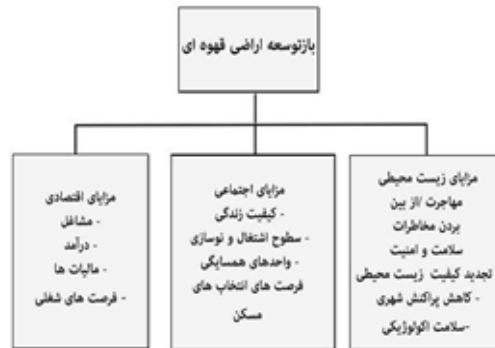 بازتوسعه اراضی قهوه ای
مزایای زیست محیطی
مهاجرت /از بین
بردن مخاطرات
سلامت و امنیت
تجدید کیفیت زیست محیطی
- کاهش پراکنش شهری
-سلامت اکولوژیکی
مزایای اجتماعی
- کیفیت زندگی
- سطوح اشتغال و نوسازی
- واحدهای همسایگی
فرصت های انتخاب های
مسکن
مزایای اقتصادی
- مشاغل
- درآمد
- مالیات ها
- فرصت های شغلی